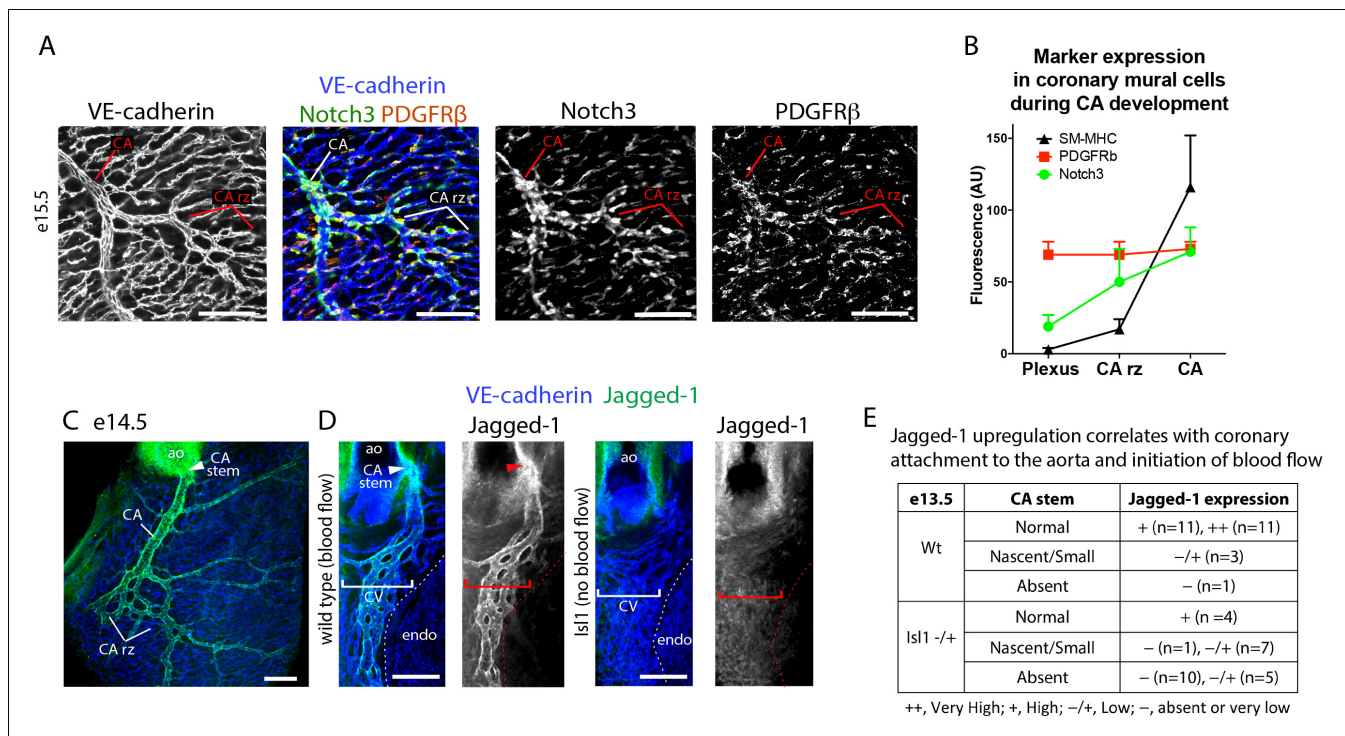 A
VE-cadherin
Notch3 PDGFRβ
VE-cadherin
Notch3
PDGFRβ
e15.5
CA
CA rz
CA
CA rz
CA
CA rz
CA
CA rz
B
Marker expression
in coronary mural cells
during CA development
SM-MHC
PDGFRb
Notch3
Fluorescence (AU)
150
100
50
0
Plexus
CA rz
CA
C e14.5
ao
CA
stem
CA
CA rz
D
VE-cadherin Jagged-1
Jagged-1
Jagged-1
wild type (blood flow)
ao
CA
stem
CV
endo
Isl1 (no blood flow)
ao
CV
endo
E
Jagged-1 upregulation correlates with coronary
attachment to the aorta and initiation of blood flow
e13.5 CA stem Jagged-1 expression
Wt
Normal + (n=11), ++ (n=11)
Nascent/Small −/+ (n=3)
Absent − (n=1)
Isl1 -/+
Normal + (n =4)
Nascent/Small − (n=1), −/+ (n=7)
Absent − (n=10), −/+ (n=5)
++, Very High; +, High; −/+, Low; −, absent or very low